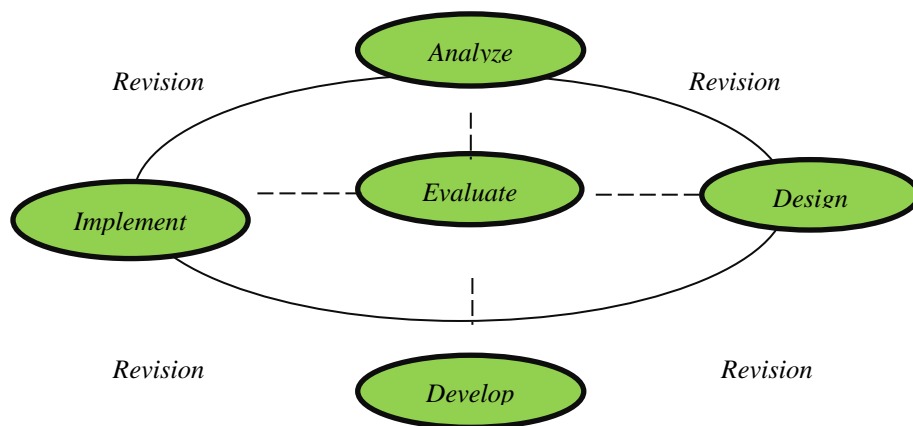 Analyze
Revision
Revision
Evaluate
Implement
Design
Revision
Revision
Develop